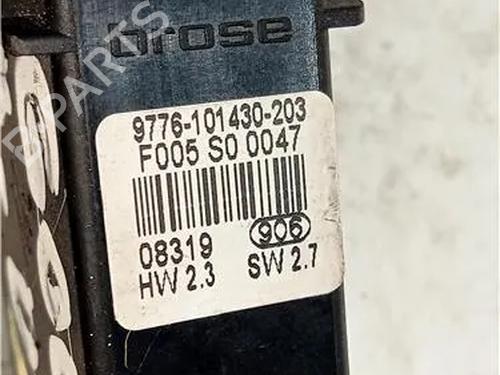 brose
9776-101430-203
F005 S0 0047
08319 906
HW 2.3 SW 2.7
B-PARTS